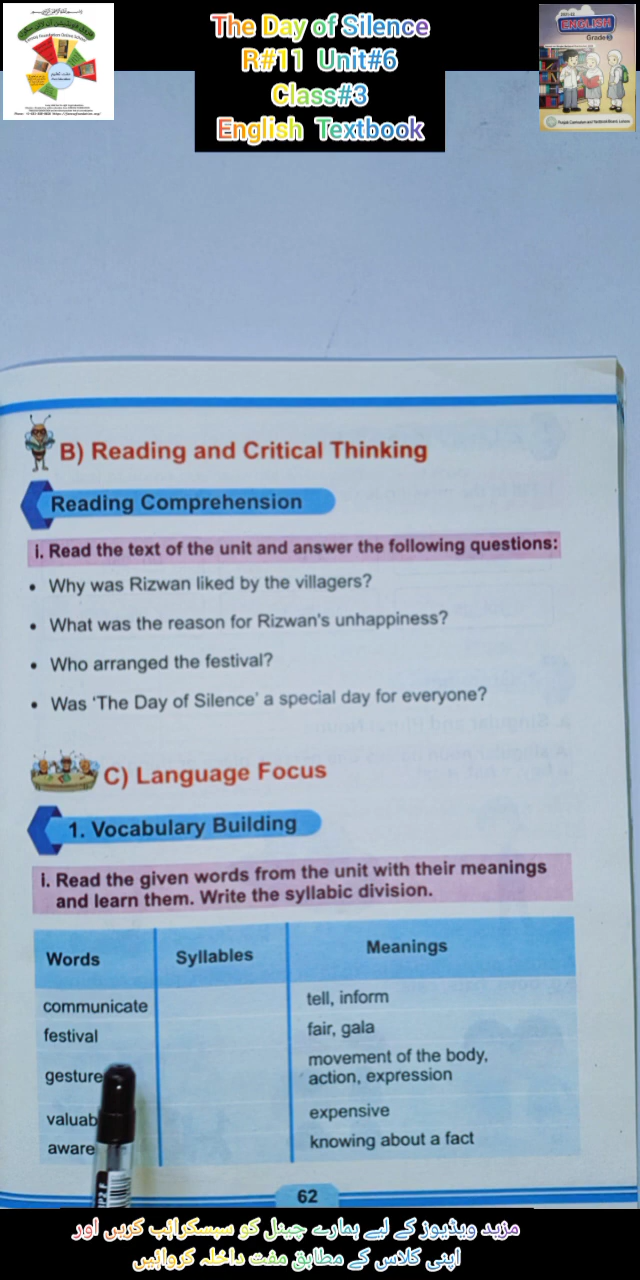 The Day of Silence
R#11 Unit#6
Class#3
English Textbook
ENGLISH
Grade 3
B) Reading and Critical Thinking
Reading Comprehension
i. Read the text of the unit and answer the following questions:
• Why was Rizwan liked by the villagers?
• What was the reason for Rizwan's unhappiness?
• Who arranged the festival?
• Was ‘The Day of Silence’ a special day for everyone?
C) Language Focus
1. Vocabulary Building
i. Read the given words from the unit with their meanings
and learn them. Write the syllabic division.
Words Syllables Meanings
communicate tell, inform
festival fair, gala
gesture movement of the body,
action, expression
valuab expensive
aware knowing about a fact
62
مزید ویڈیوز کے لیے ہمارے چینل کو سبسکرائب کریں اور
اپنی کلاس کے مطابق مفت داخلہ کروائیں